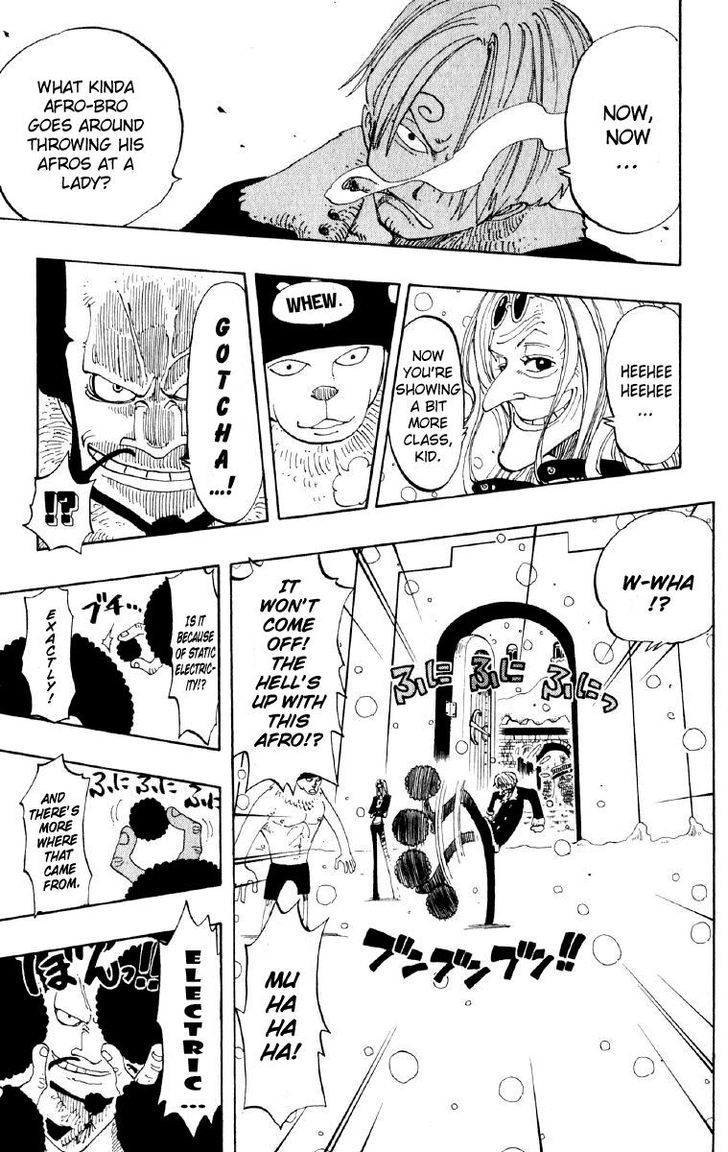 NOW,
NOW
...
WHAT KINDA
AFRO-BRO
GOES AROUND
THROWING HIS
AFROS AT A
LADY?
HEEHEE
HEEHEE
...
NOW
YOU'RE
SHOWING
A BIT
MORE
CLASS,
KID.
WHEW.
GOTCHA
...!
!?
W-WHA
!?
ふに
ふに
ふにっ
IT
WON'T
COME
OFF!
THE
HELL'S
UP WITH
THIS
AFRO!?
ブンブンブン!!
MU
HA HA
HA!
IS IT
BECAUSE
OF STATIC
ELECTRIC-
ITY!?
ブチ...
EXACTLY!
ふにふにふに
AND
THERE'S
MORE
WHERE
THAT
CAME
FROM.
ぼんっ!!
ELECTRIC
...